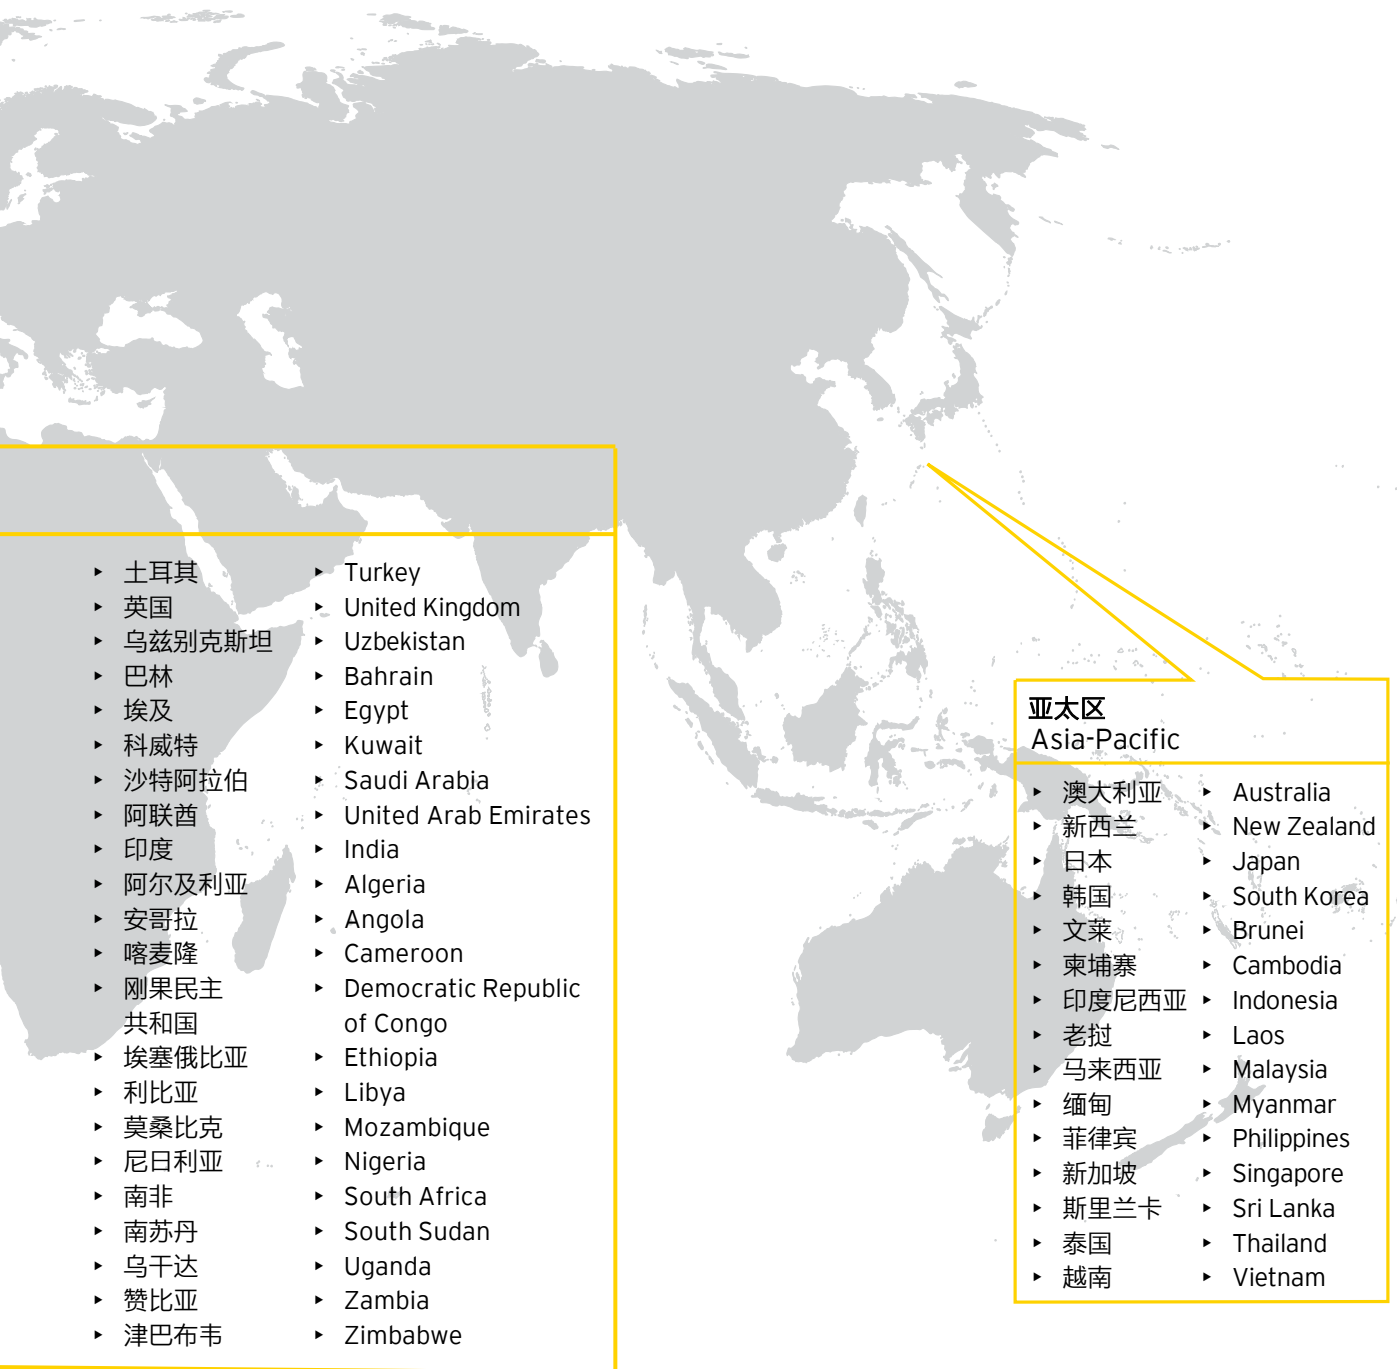 ▸ 土耳其 ▸ Turkey
▸ 英国 ▸ United Kingdom
▸ 乌兹别克斯坦 ▸ Uzbekistan
▸ 巴林 ▸ Bahrain
▸ 埃及 ▸ Egypt
▸ 科威特 ▸ Kuwait
▸ 沙特阿拉伯 ▸ Saudi Arabia
▸ 阿联酋 ▸ United Arab Emirates
▸ 印度 ▸ India
▸ 阿尔及利亚 ▸ Algeria
▸ 安哥拉 ▸ Angola
▸ 喀麦隆 ▸ Cameroon
▸ 刚果民主 ▸ Democratic Republic
共和国 of Congo
▸ 埃塞俄比亚 ▸ Ethiopia
▸ 利比亚 ▸ Libya
▸ 莫桑比克 ▸ Mozambique
▸ 尼日利亚 ▸ Nigeria
▸ 南非 ▸ South Africa
▸ 南苏丹 ▸ South Sudan
▸ 乌干达 ▸ Uganda
▸ 赞比亚 ▸ Zambia
▸ 津巴布韦 ▸ Zimbabwe
亚太区
Asia-Pacific
▸ 澳大利亚 ▸ Australia
▸ 新西兰 ▸ New Zealand
▸ 日本 ▸ Japan
▸ 韩国 ▸ South Korea
▸ 文莱 ▸ Brunei
▸ 柬埔寨 ▸ Cambodia
▸ 印度尼西亚 ▸ Indonesia
▸ 老挝 ▸ Laos
▸ 马来西亚 ▸ Malaysia
▸ 缅甸 ▸ Myanmar
▸ 菲律宾 ▸ Philippines
▸ 新加坡 ▸ Singapore
▸ 斯里兰卡 ▸ Sri Lanka
▸ 泰国 ▸ Thailand
▸ 越南 ▸ Vietnam